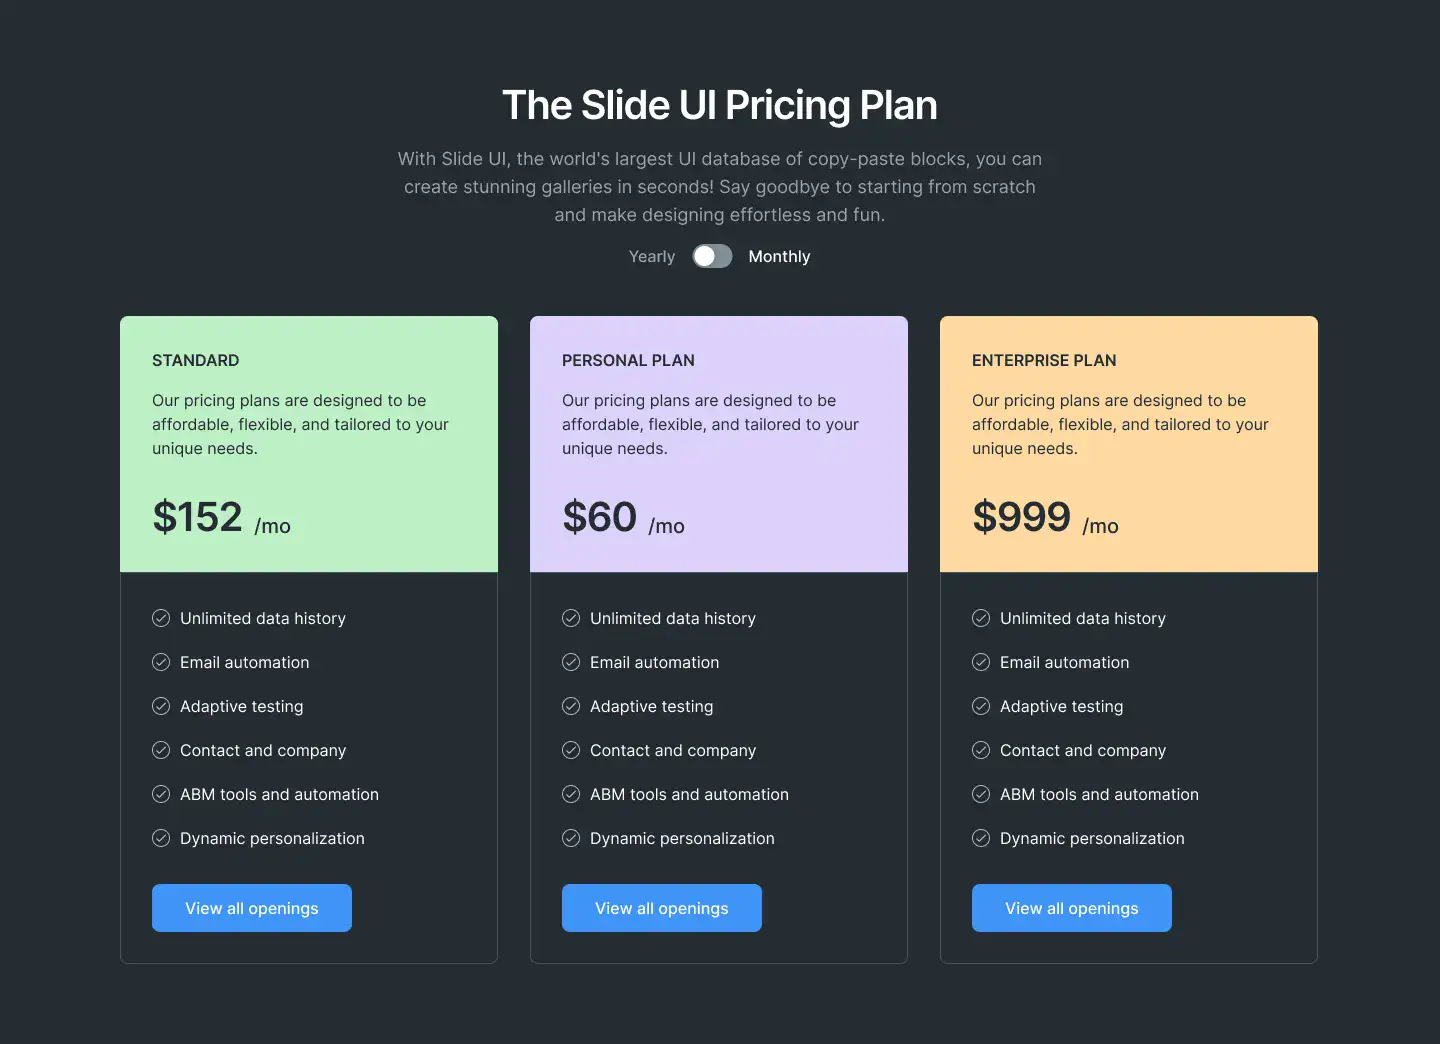 The Slide UI Pricing Plan
With Slide UI, the world's largest UI database of copy-paste blocks, you can
create stunning galleries in seconds! Say goodbye to starting from scratch
and make designing effortless and fun.
Yearly Monthly
STANDARD
Our pricing plans are designed to be
affordable, flexible, and tailored to your
unique needs.
$152 /mo
Unlimited data history
Email automation
Adaptive testing
Contact and company
ABM tools and automation
Dynamic personalization
View all openings
PERSONAL PLAN
Our pricing plans are designed to be
affordable, flexible, and tailored to your
unique needs.
$60 /mo
Unlimited data history
Email automation
Adaptive testing
Contact and company
ABM tools and automation
Dynamic personalization
View all openings
ENTERPRISE PLAN
Our pricing plans are designed to be
affordable, flexible, and tailored to your
unique needs.
$999 /mo
Unlimited data history
Email automation
Adaptive testing
Contact and company
ABM tools and automation
Dynamic personalization
View all openings